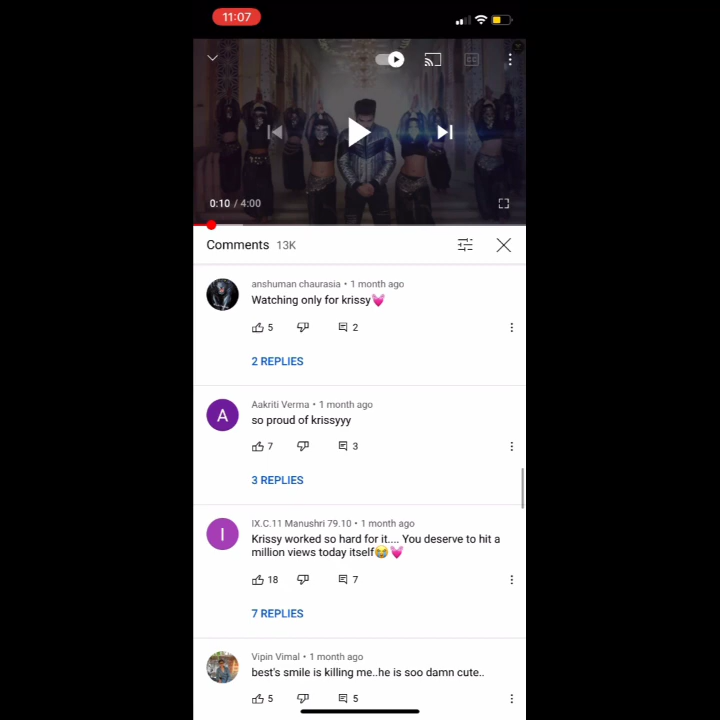 11:07
CC
0:10 / 4:00
Comments 13K
anshuman chaurasia • 1 month ago
Watching only for krissy💓
5 2
2 REPLIES
A
Aakriti Verma • 1 month ago
so proud of krissyyy
7 3
3 REPLIES
I
IX.C.11 Manushri 79.10 • 1 month ago
Krissy worked so hard for it.... You deserve to hit a
million views today itself😭💓
18 7
7 REPLIES
Vipin Vimal • 1 month ago
best's smile is killing me..he is soo damn cute..
5 5